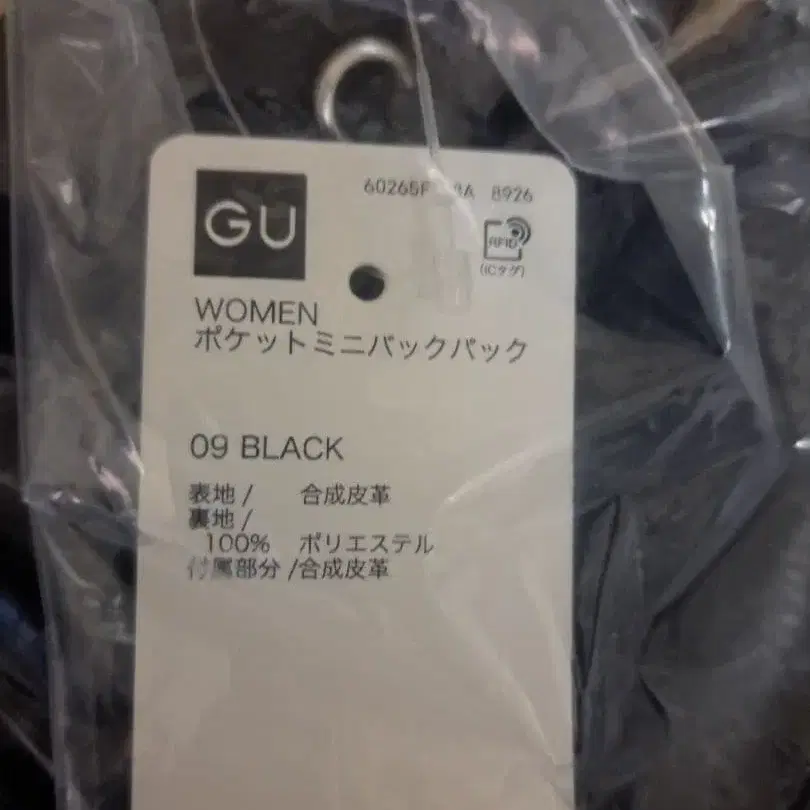 GU
8926
RFID
(ICタグ)
WOMEN
ポケットミニバックパック
09 BLACK
表地/ 合成皮革
裏地/
100% ポリエステル
付属部分/合成皮革